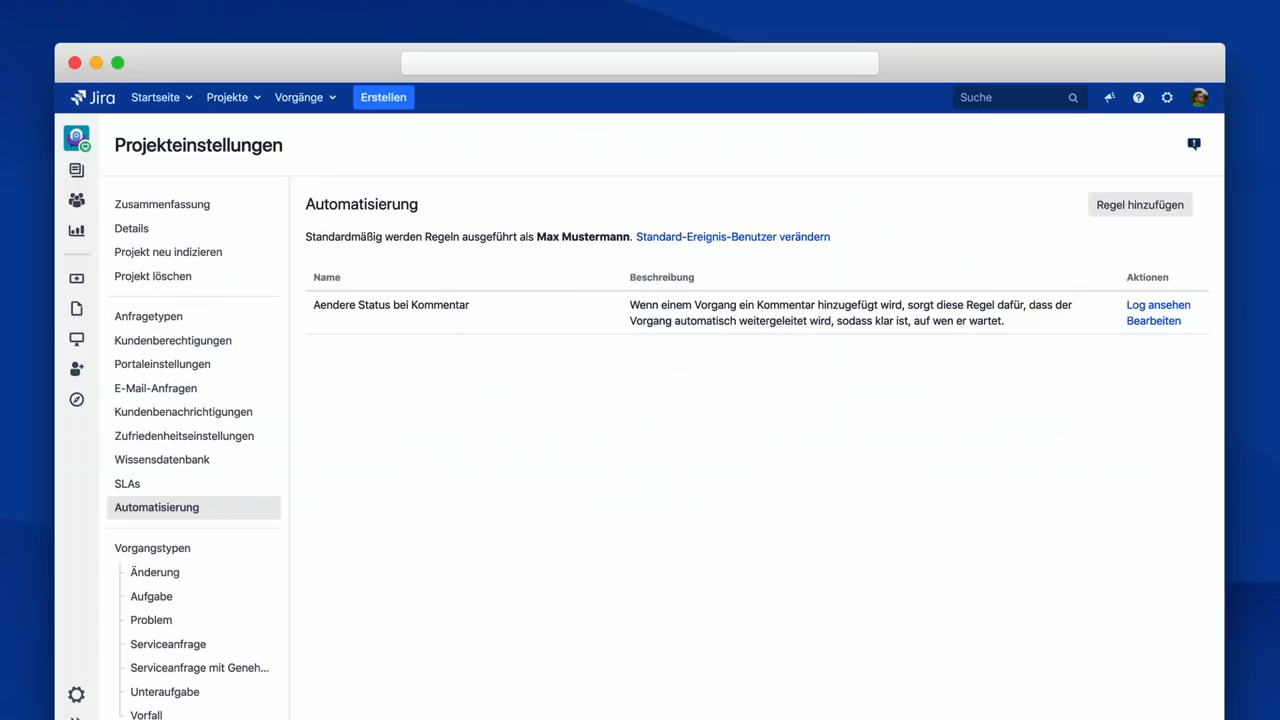 Jira Startseite Projekte Vorgänge Erstellen Suche
Projekteinstellungen
Zusammenfassung
Details
Projekt neu indizieren
Projekt löschen
Anfragetypen
Kundenberechtigungen
Portaleinstellungen
E-Mail-Anfragen
Kundenbenachrichtigungen
Zufriedenheitseinstellungen
Wissensdatenbank
SLAs
Automatisierung
Vorgangstypen
Änderung
Aufgabe
Problem
Serviceanfrage
Serviceanfrage mit Geneh...
Unteraufgabe
Vorfall
Automatisierung
Regel hinzufügen
Standardmäßig werden Regeln ausgeführt als Max Mustermann. Standard-Ereignis-Benutzer verändern
Name Beschreibung Aktionen
Aendere Status bei Kommentar
Wenn einem Vorgang ein Kommentar hinzugefügt wird, sorgt diese Regel dafür, dass der
Vorgang automatisch weitergeleitet wird, sodass klar ist, auf wen er wartet.
Log ansehen
Bearbeiten